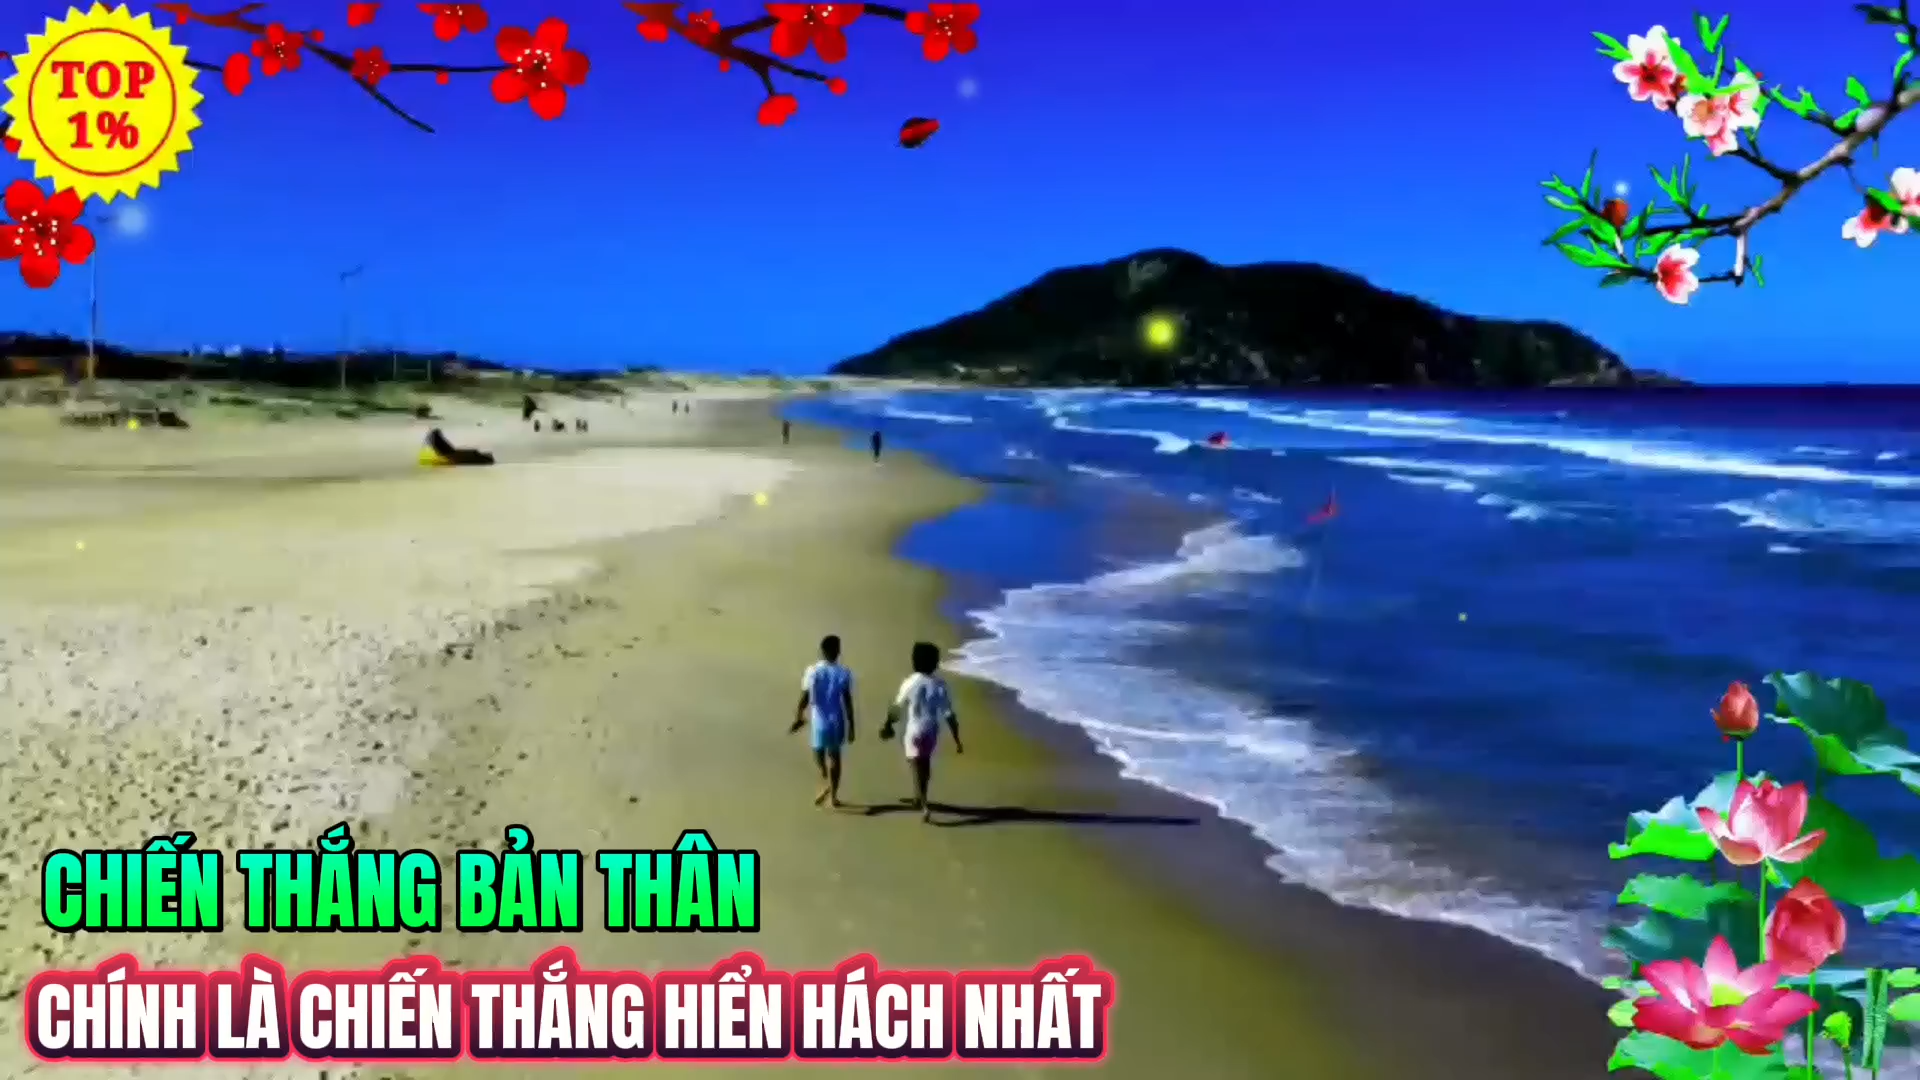 TOP
1%
CHIẾN THẮNG BẢN THÂN
CHÍNH LÀ CHIẾN THẮNG HIỂN HÁCH NHẤT